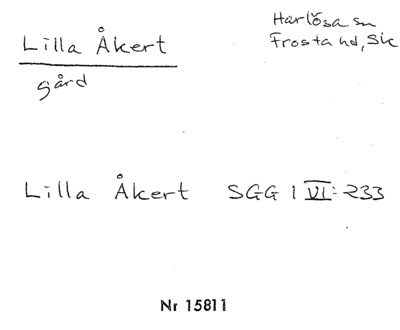 Lilla Åkert
gård
Harlösa sn
Frosta hd, Sk
Lilla Åkert SGG 1 VI: 233
Nr 15811